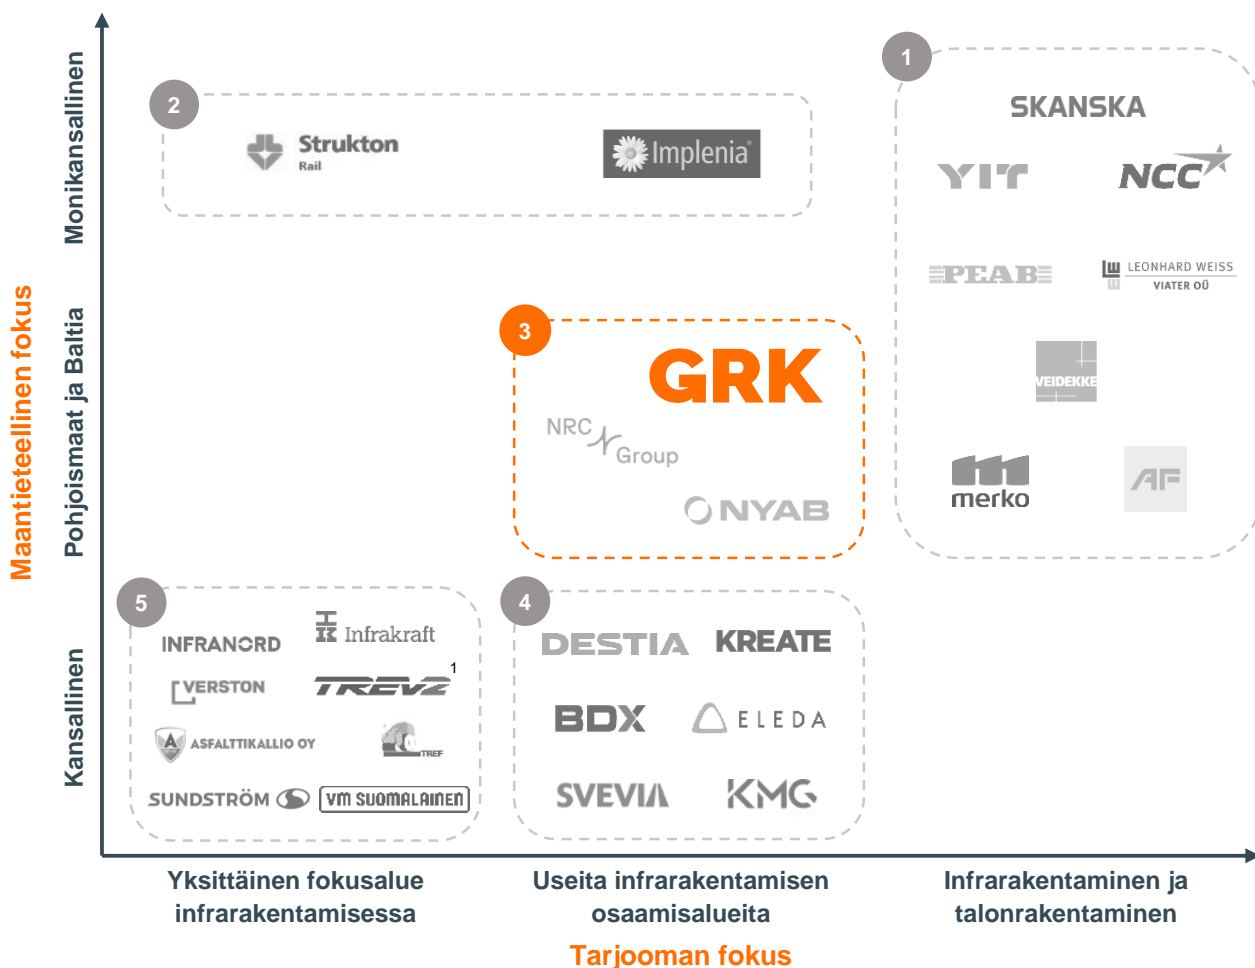 Maantieteellinen fokus
Monikansallinen
Pohjoismaat ja Baltia
Kansallinen
1
SKANSKA
YIT
NCC
PEAB
LEONHARD WEISS
VIATER OÜ
VEIDEKKE
merko
AF
2
Strukton
Rail
Implenia®
3
GRK
NRC
Group
NYAB
5
INFRANORD
Infrakraft
VERSTON
TREV2 1
A
ASFALTTIKALLIO OY
TREF
SUNDSTRÖM
VM SUOMALAINEN
4
DESTIA
KREATE
BDX
ELEDA
SVEVIA
KMG
Yksittäinen fokusalue
infrarakentamisessa
Useita infrarakentamisen
osaamisalueita
Infrarakentaminen ja
talonrakentaminen
Tarjooman fokus